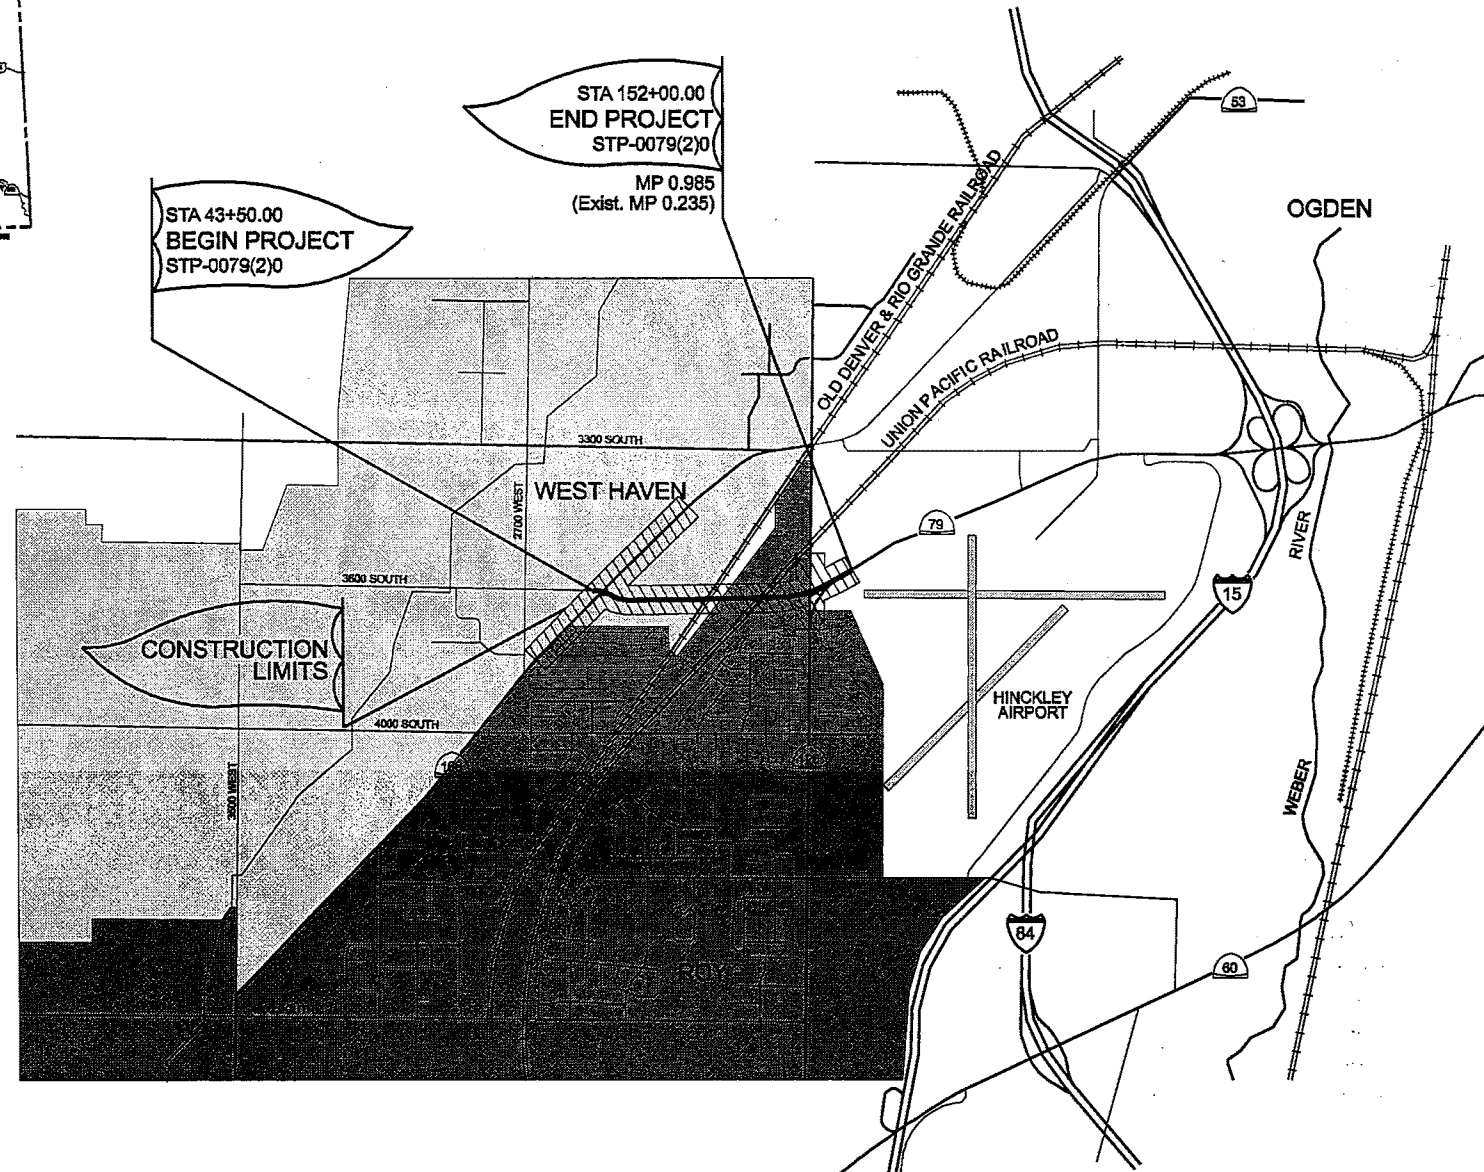 STA 152+00.00
END PROJECT
STP-0079(2)0
MP 0.985
(Exist. MP 0.235)
STA 43+50.00
BEGIN PROJECT
STP-0079(2)0
53
OGDEN
OLD DENVER & RIO GRANDE RAILROAD
UNION PACIFIC RAILROAD
3300 SOUTH
WEST HAVEN
2700 WEST
79
RIVER
3600 SOUTH
15
CONSTRUCTION
LIMITS
HINCKLEY
AIRPORT
4000 SOUTH
3500 WEST
WEBER
84
60
ROY